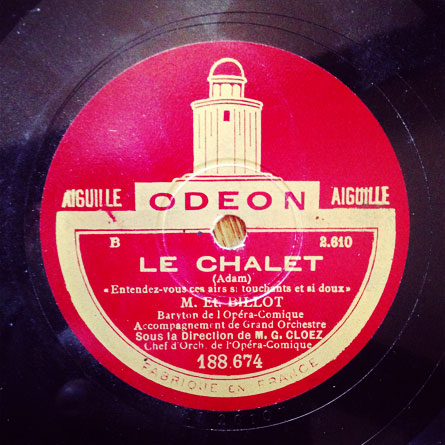 AIGUILLE ODEON AIGUILLE
B 2.610
LE CHALET
(Adam)
«Entendez-vous ces airs si touchants et si doux»
M. Et. BILLOT
Baryton de l'Opéra-Comique
Accompagnement de Grand Orchestre
Sous la Direction de M. G. CLOEZ
Chef d'Orch. de l'Opéra-Comique
188.674
FABRIQUÉ EN FRANCE